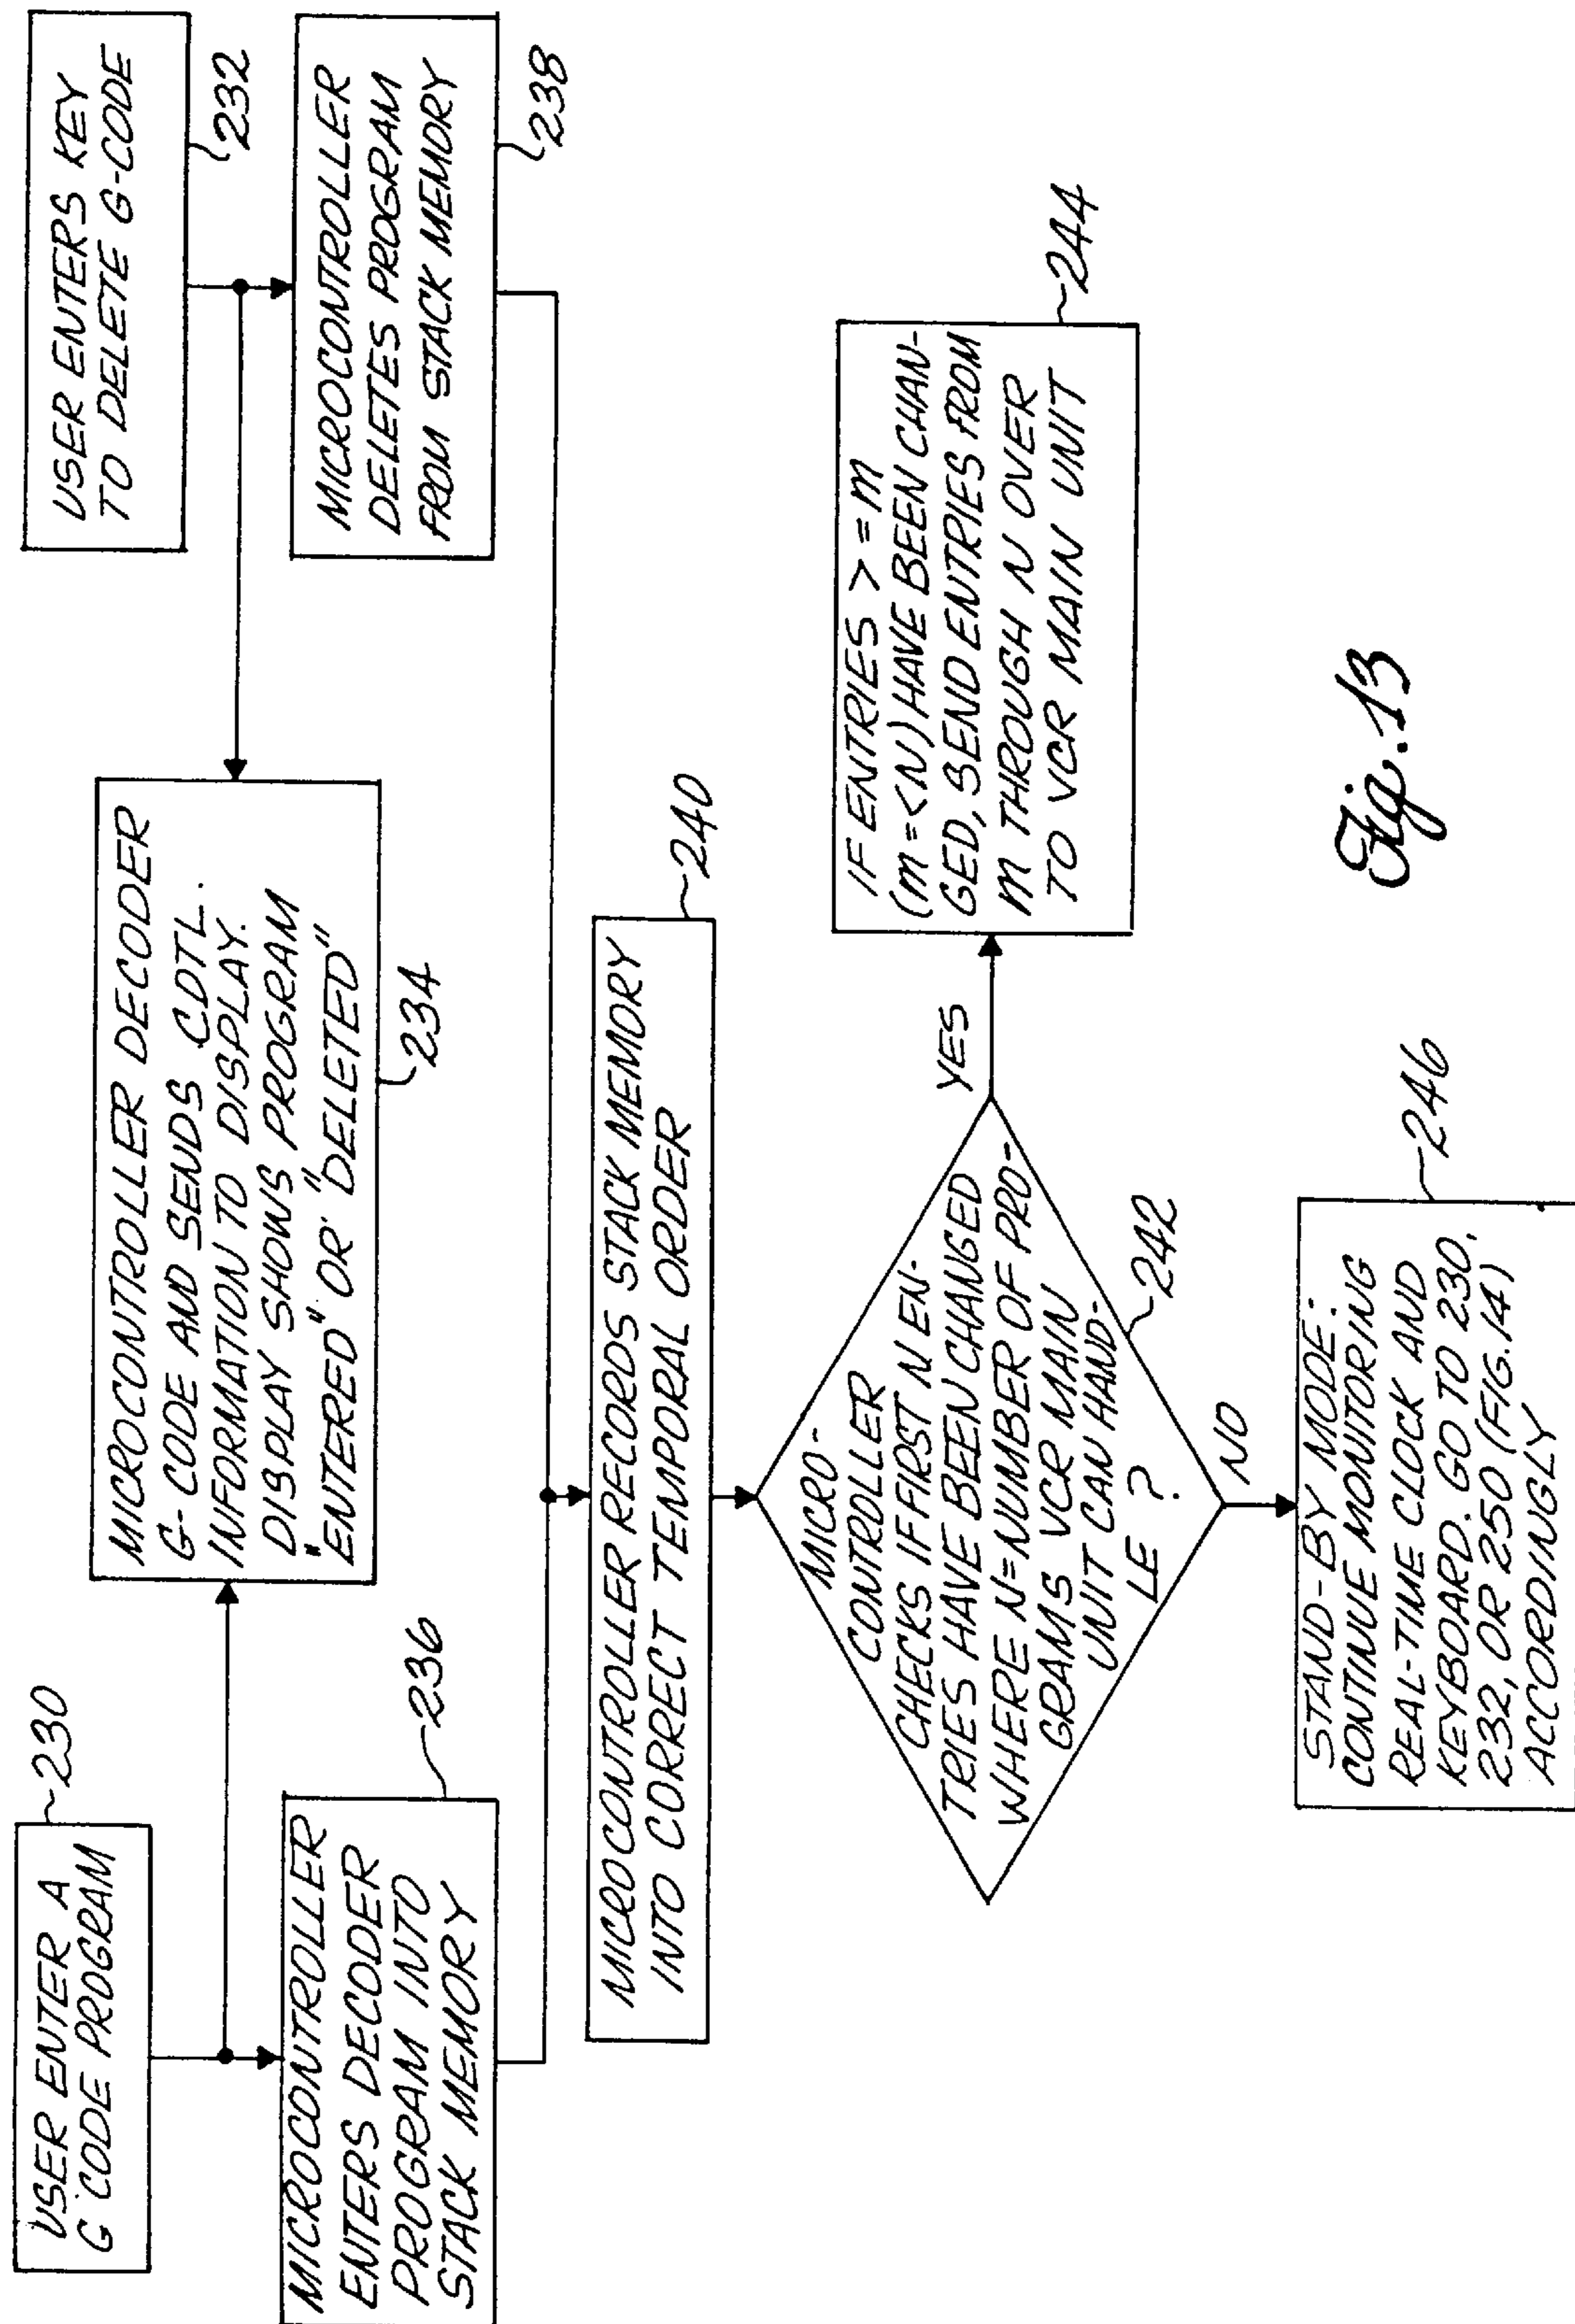 USER ENTER A
G CODE PROGRAM
230
USER ENTERS KEY
TO DELETE G-CODE
232
MICROCONTROLLER DECODER
G-CODE AND SENDS CDTL.
INFORMATION TO DISPLAY.
DISPLAY SHOWS PROGRAM
"ENTERED" OR "DELETED"
234
MICROCONTROLLER
ENTERS DECODER
PROGRAM INTO
STACK MEMORY
236
MICROCONTROLLER
DELETES PROGRAM
FROM STACK MEMORY
238
MICROCONTROLLER RECORDS STACK MEMORY
INTO CORRECT TEMPORAL ORDER
240
MICRO-
CONTROLLER
CHECKS IF FIRST N EN-
TRIES HAVE BEEN CHANGED
WHERE N=NUMBER OF PRO-
GRAMS VCR MAIN
UNIT CAN HAND-
LE ?
242
YES
IF ENTRIES >=M
(M=<N) HAVE BEEN CHAN-
GED, SEND ENTRIES FROM
M THROUGH N OVER
TO VCR MAIN UNIT
244
NO
STAND-BY MODE:
CONTINUE MONITORING
REAL-TIME CLOCK AND
KEYBOARD. GO TO 230,
232, OR 250 (FIG.14)
ACCORDINGLY
246
Fig. 13